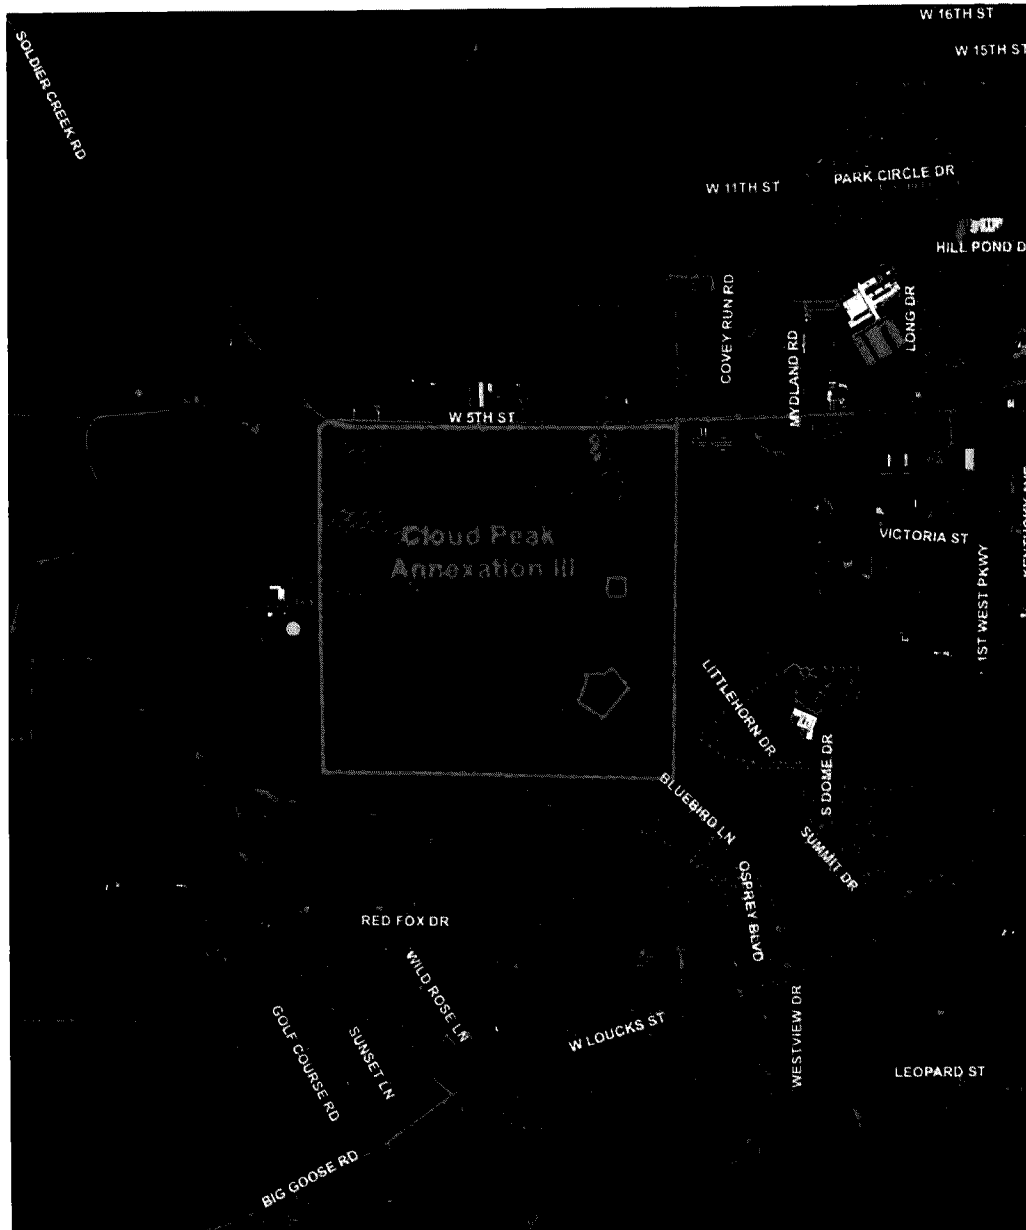 W 16TH ST
W 15TH ST
SOLDIER CREEK RD
PARK CIRCLE DR
W 11TH ST
HILL POND D
COVEY RUN RD
LONG DR
MYDLAND RD
W 5TH ST
Cloud Peak
Annexation III
VICTORIA ST
KENTUCKY AVE
1ST WEST PKWY
LITTLEHORN DR
S DOME DR
BLUEBIRD LN
SUMMIT DR
OSPREY BLVD
RED FOX DR
WILD ROSE LN
GOLF COURSE RD
SUNSET LN
W LOUCKS ST
WESTVIEW DR
LEOPARD ST
BIG GOOSE RD